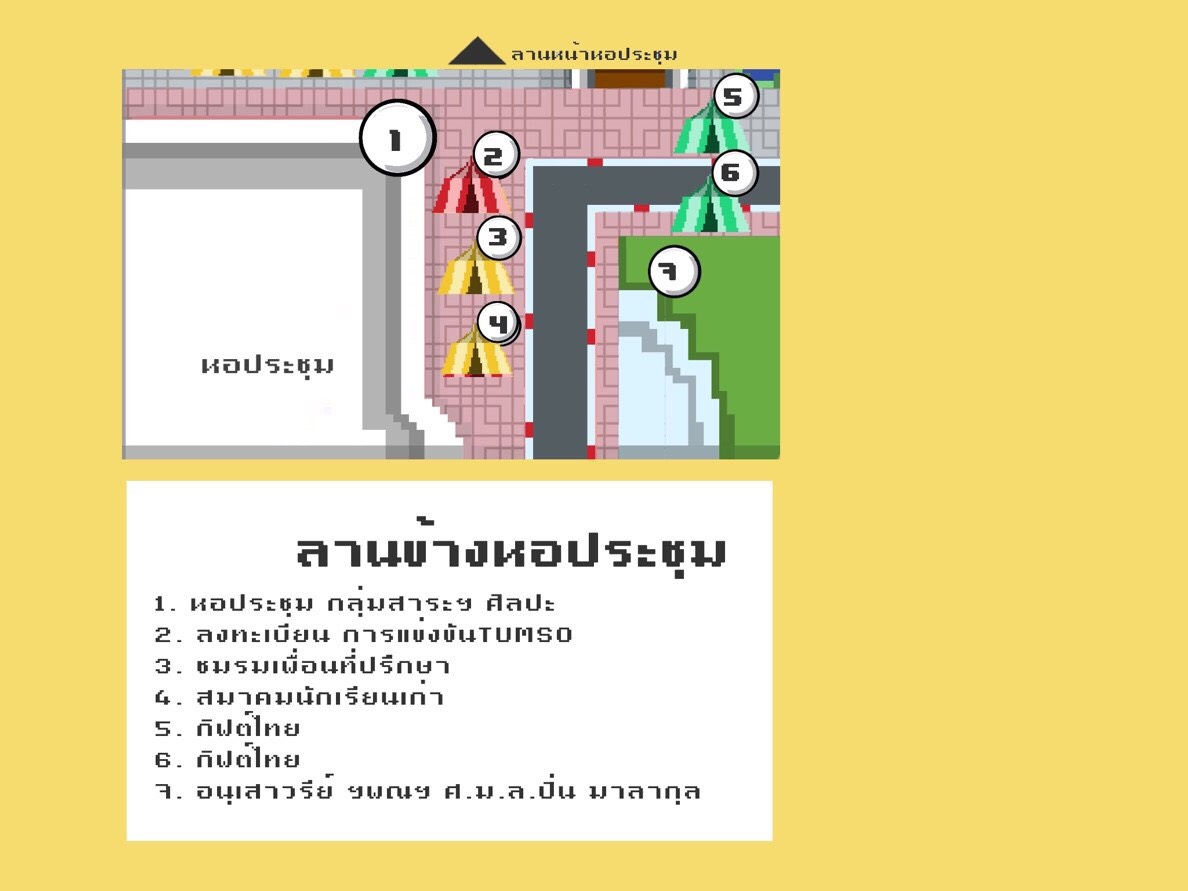 ลานหน้าหอประชุม
1
2
3
4
5
6
7
หอประชุม
ลานข้างหอประชุม
1. หอประชุม กลุ่มสาระฯ ศิลปะ
2. ลงทะเบียน การแข่งขันTUMSO
3. ชมรมเพื่อนที่ปรึกษา
4. สมาคมนักเรียนเก่า
5. กิฟต์ไทย
6. กิฟต์ไทย
7. อนุเสาวรีย์ ฯพณฯ ศ.ม.ล.ปิ่น มาลากุล